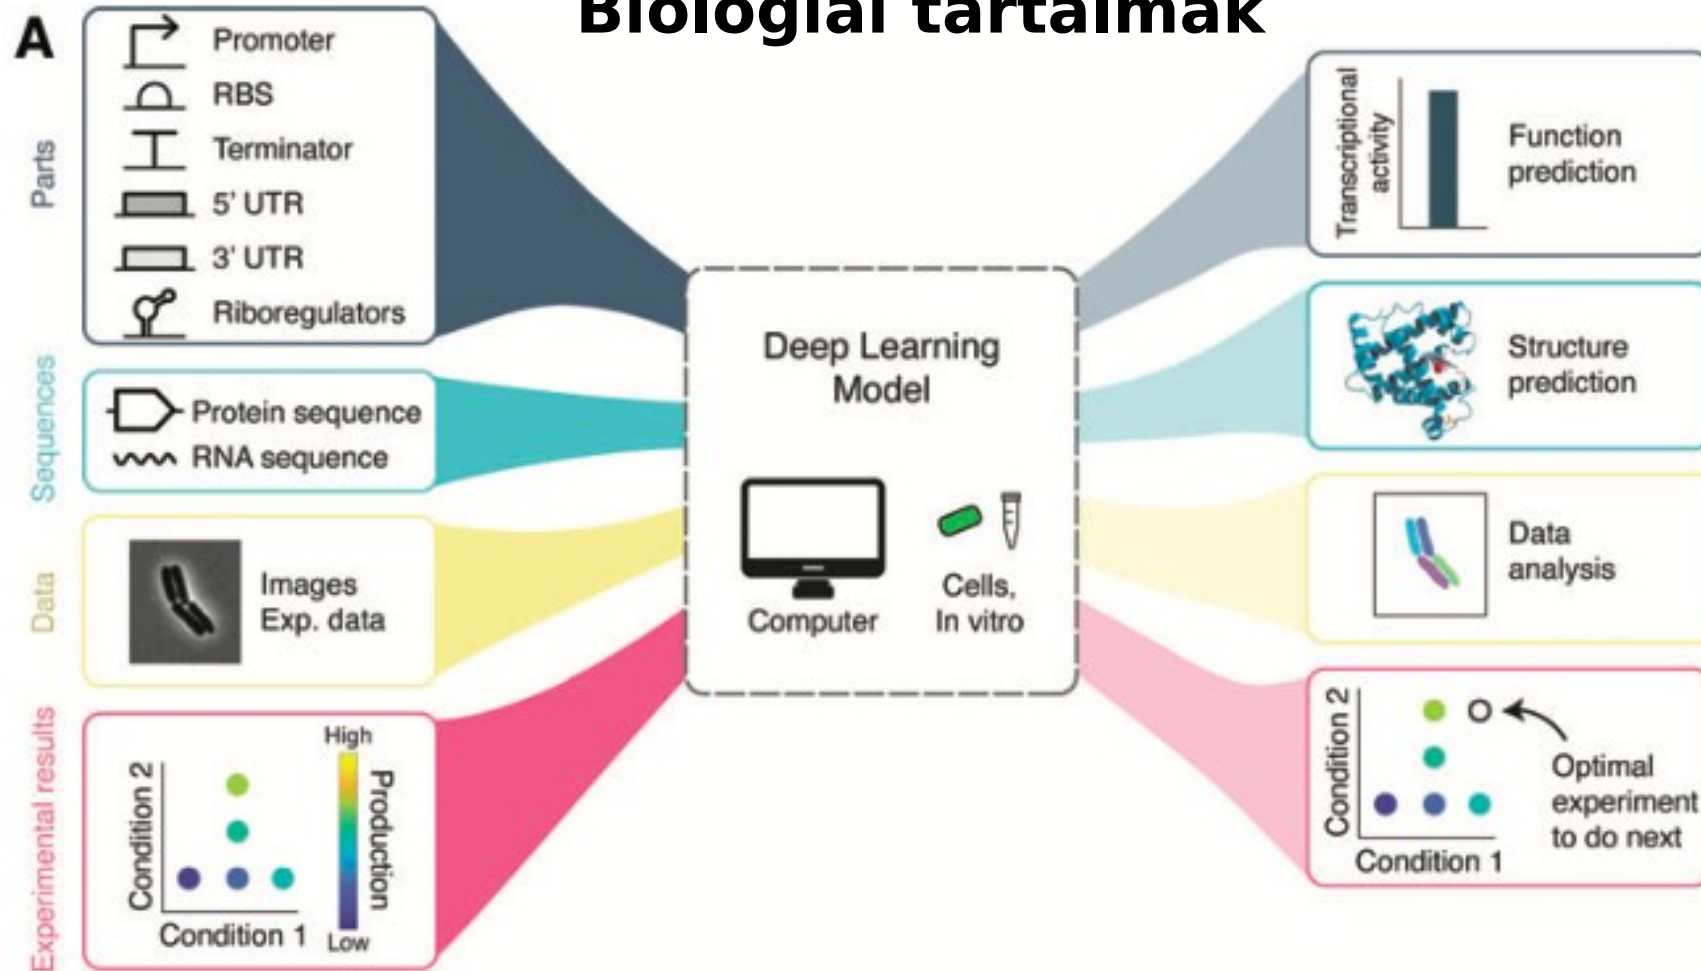 Biológiai tartalmak
A
Parts
Promoter
RBS
Terminator
5' UTR
3' UTR
Riboregulators
Sequences
Protein sequence
RNA sequence
Data
Images
Exp. data
Experimental results
Condition 2
Condition 1
High
Production
Low
Deep Learning
Model
Computer
Cells,
In vitro
Transcriptional
activity
Function
prediction
Structure
prediction
Data
analysis
Condition 2
Condition 1
Optimal
experiment
to do next